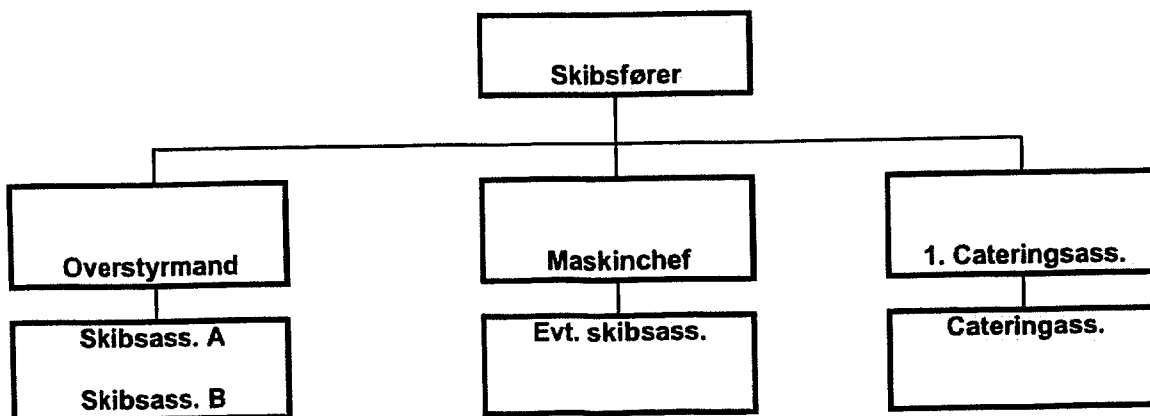 Skibsfører
Overstyrmand
Maskinchef
1. Cateringsass.
Skibsass. A
Skibsass. B
Evt. skibsass.
Cateringass.